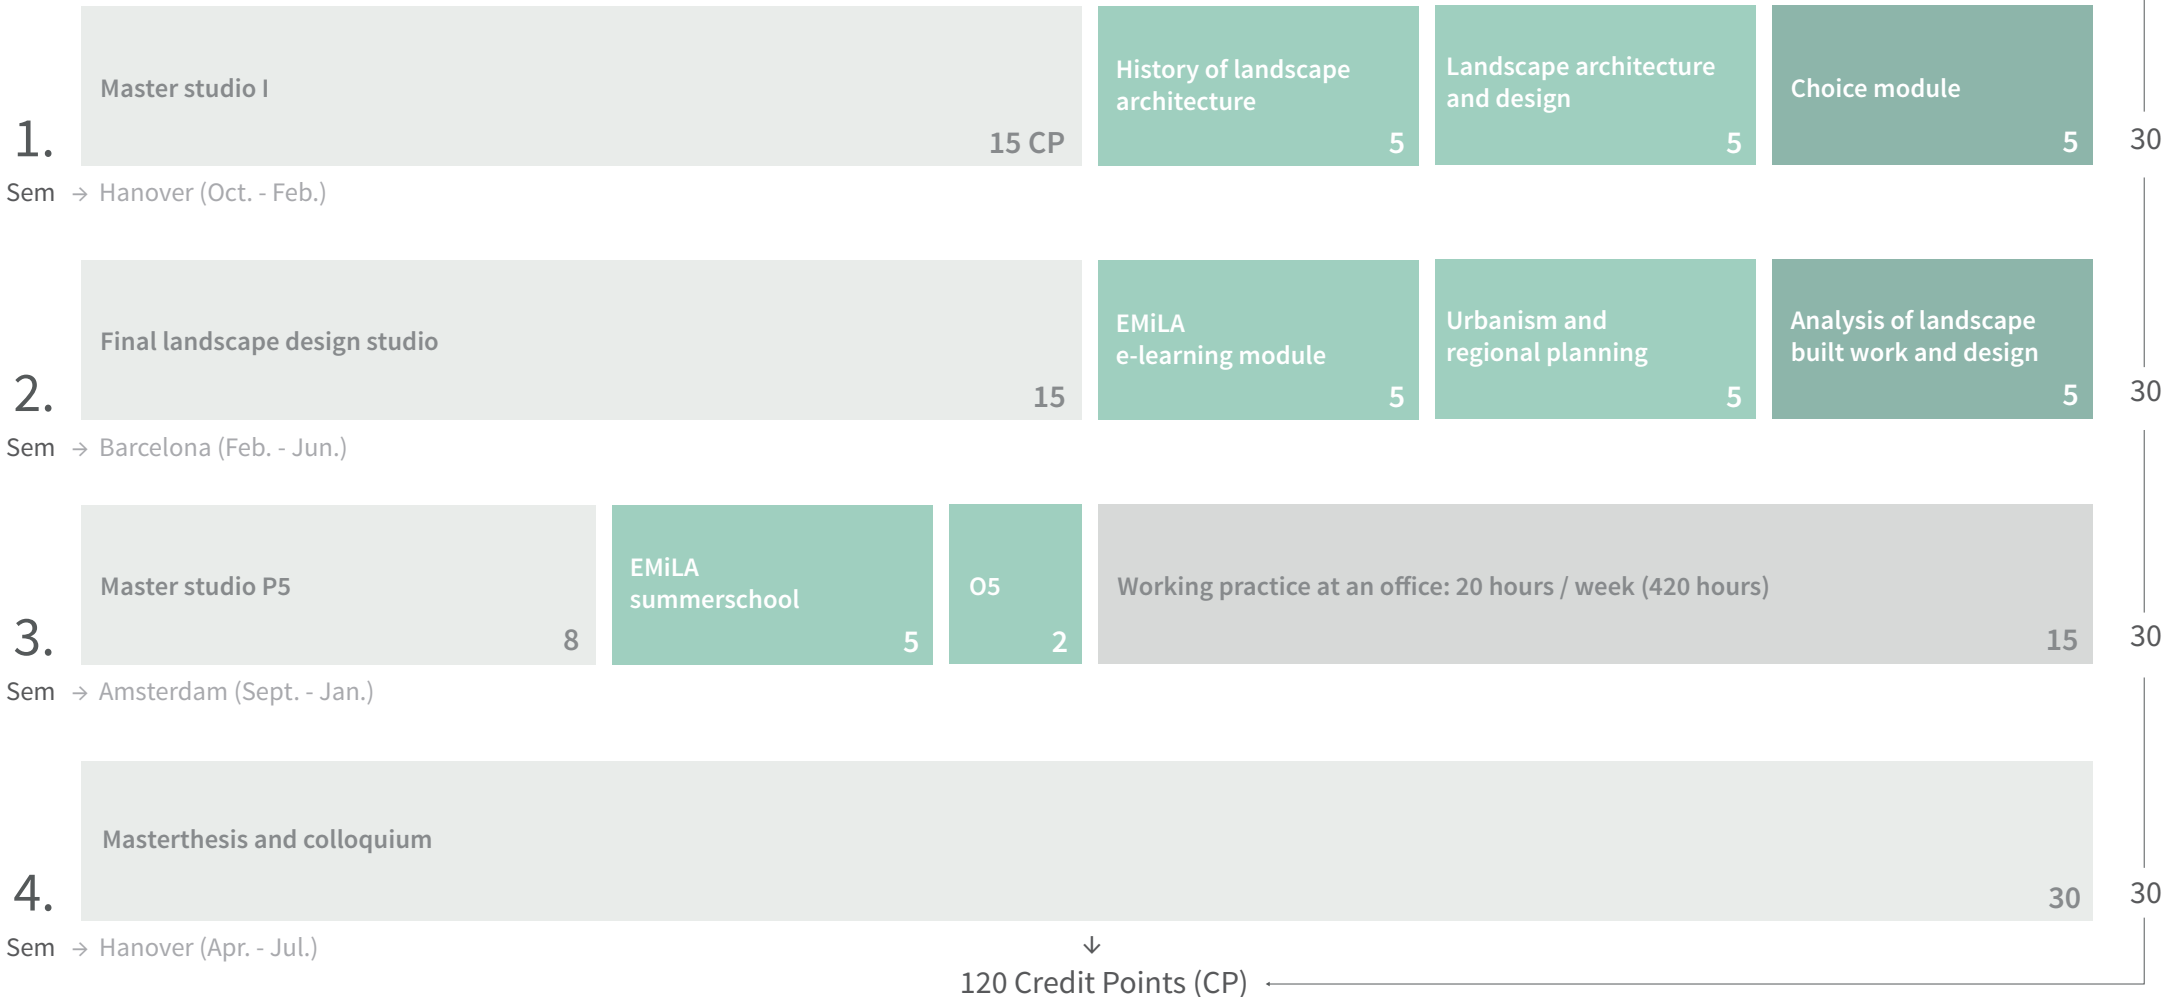 Master studio I
15 CP
History of landscape
architecture
5
Landscape architecture
and design
5
Choice module
5
1.
30
Sem → Hanover (Oct. - Feb.)
Final landscape design studio
15
EMiLA
e-learning module
5
Urbanism and
regional planning
5
Analysis of landscape
built work and design
5
2.
30
Sem → Barcelona (Feb. - Jun.)
Master studio P5
8
EMiLA
summerschool
5
O5
2
Working practice at an office: 20 hours / week (420 hours)
15
3.
30
Sem → Amsterdam (Sept. - Jan.)
Masterthesis and colloquium
30
4.
30
Sem → Hanover (Apr. - Jul.)
120 Credit Points (CP)